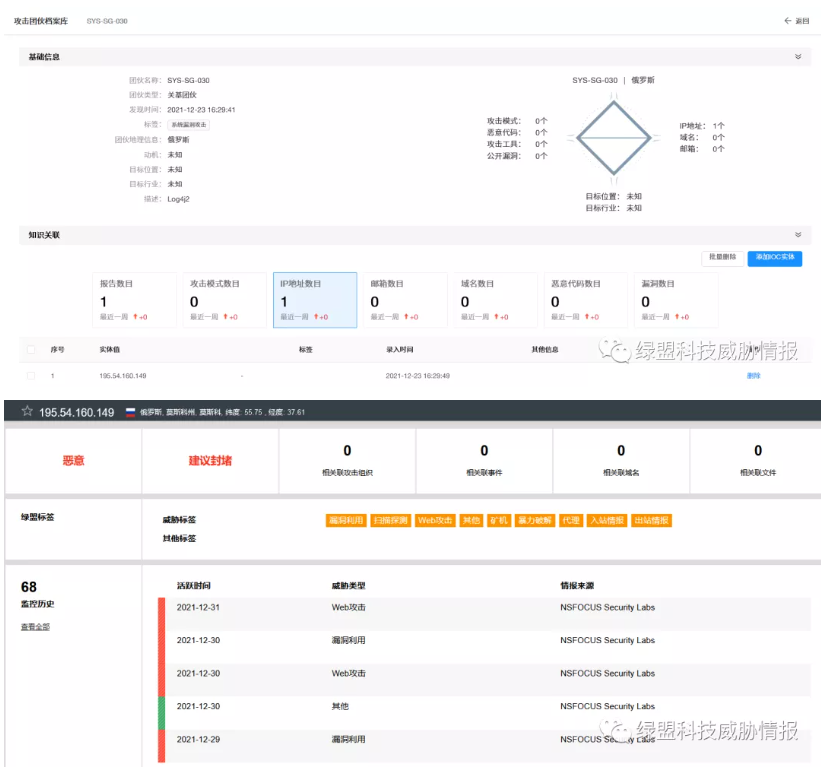 攻击团伙档案库 SYS-SG-030 ← 返回
基础信息
团伙名称: SYS-SG-030
团伙类型: 关基团伙
发现时间: 2021-12-23 16:29:41
标签: 系统漏洞攻击
团伙地理信息: 俄罗斯
动机: 未知
目标位置: 未知
目标行业: 未知
描述: Log4j2
SYS-SG-030 | 俄罗斯
攻击模式: 0个
恶意代码: 0个
攻击工具: 0个
公开漏洞: 0个
IP地址: 1个
域名: 0个
邮箱: 0个
目标位置: 未知
目标行业: 未知
知识关联
批量删除 添加IOC实体
报告数目 攻击模式数目 IP地址数目 邮箱数目 域名数目 恶意代码数目 漏洞数目
1 0 1 0 0 0 0
最近一周 +0 最近一周 +0 最近一周 +0 最近一周 +0 最近一周 +0 最近一周 +0 最近一周 +0
序号 实体值 标签 录入时间 其他信息
1 195.54.160.149 - 2021-12-23 16:29:49 删除
绿盟科技威胁情报
195.54.160.149 俄罗斯, 莫斯科州, 莫斯科, 纬度: 55.75 , 经度: 37.61
恶意 建议封堵 0 0 0 0
相关联攻击组织 相关联事件 相关联域名 相关联文件
绿盟标签
威胁标签 漏洞利用 扫描探测 Web攻击 其他 矿机 暴力破解 代理 入站情报 出站情报
其他标签
68
监控历史
查看全部
活跃时间 威胁类型 情报来源
2021-12-31 Web攻击 NSFOCUS Security Labs
2021-12-30 漏洞利用 NSFOCUS Security Labs
2021-12-30 Web攻击 NSFOCUS Security Labs
2021-12-30 其他 NSFOCUS Security Labs
2021-12-29 漏洞利用 NSFOCUS Security Labs
绿盟科技威胁情报